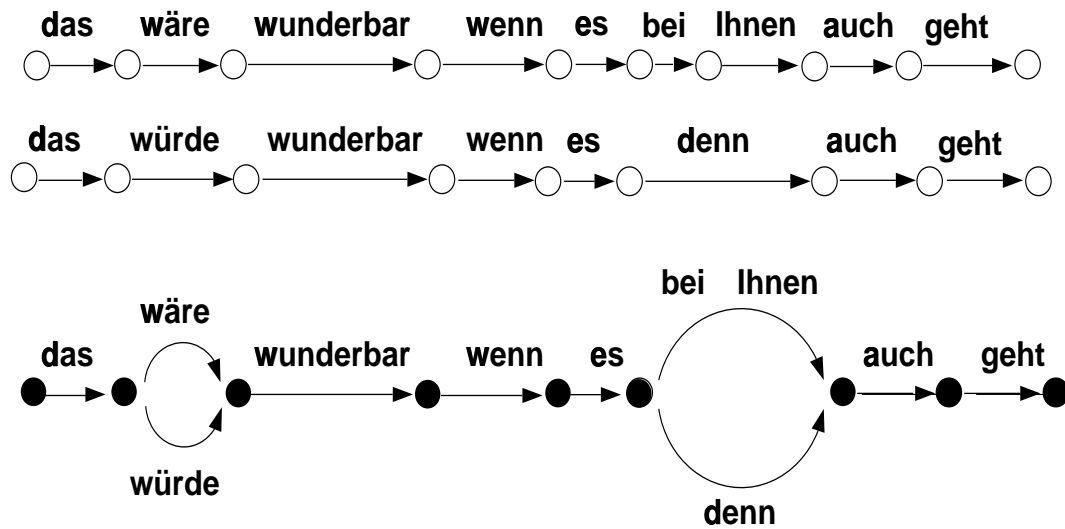 das wäre wunderbar wenn es bei Ihnen auch geht
das würde wunderbar wenn es denn auch geht
bei Ihnen
wäre
das wunderbar wenn es auch geht
würde
denn